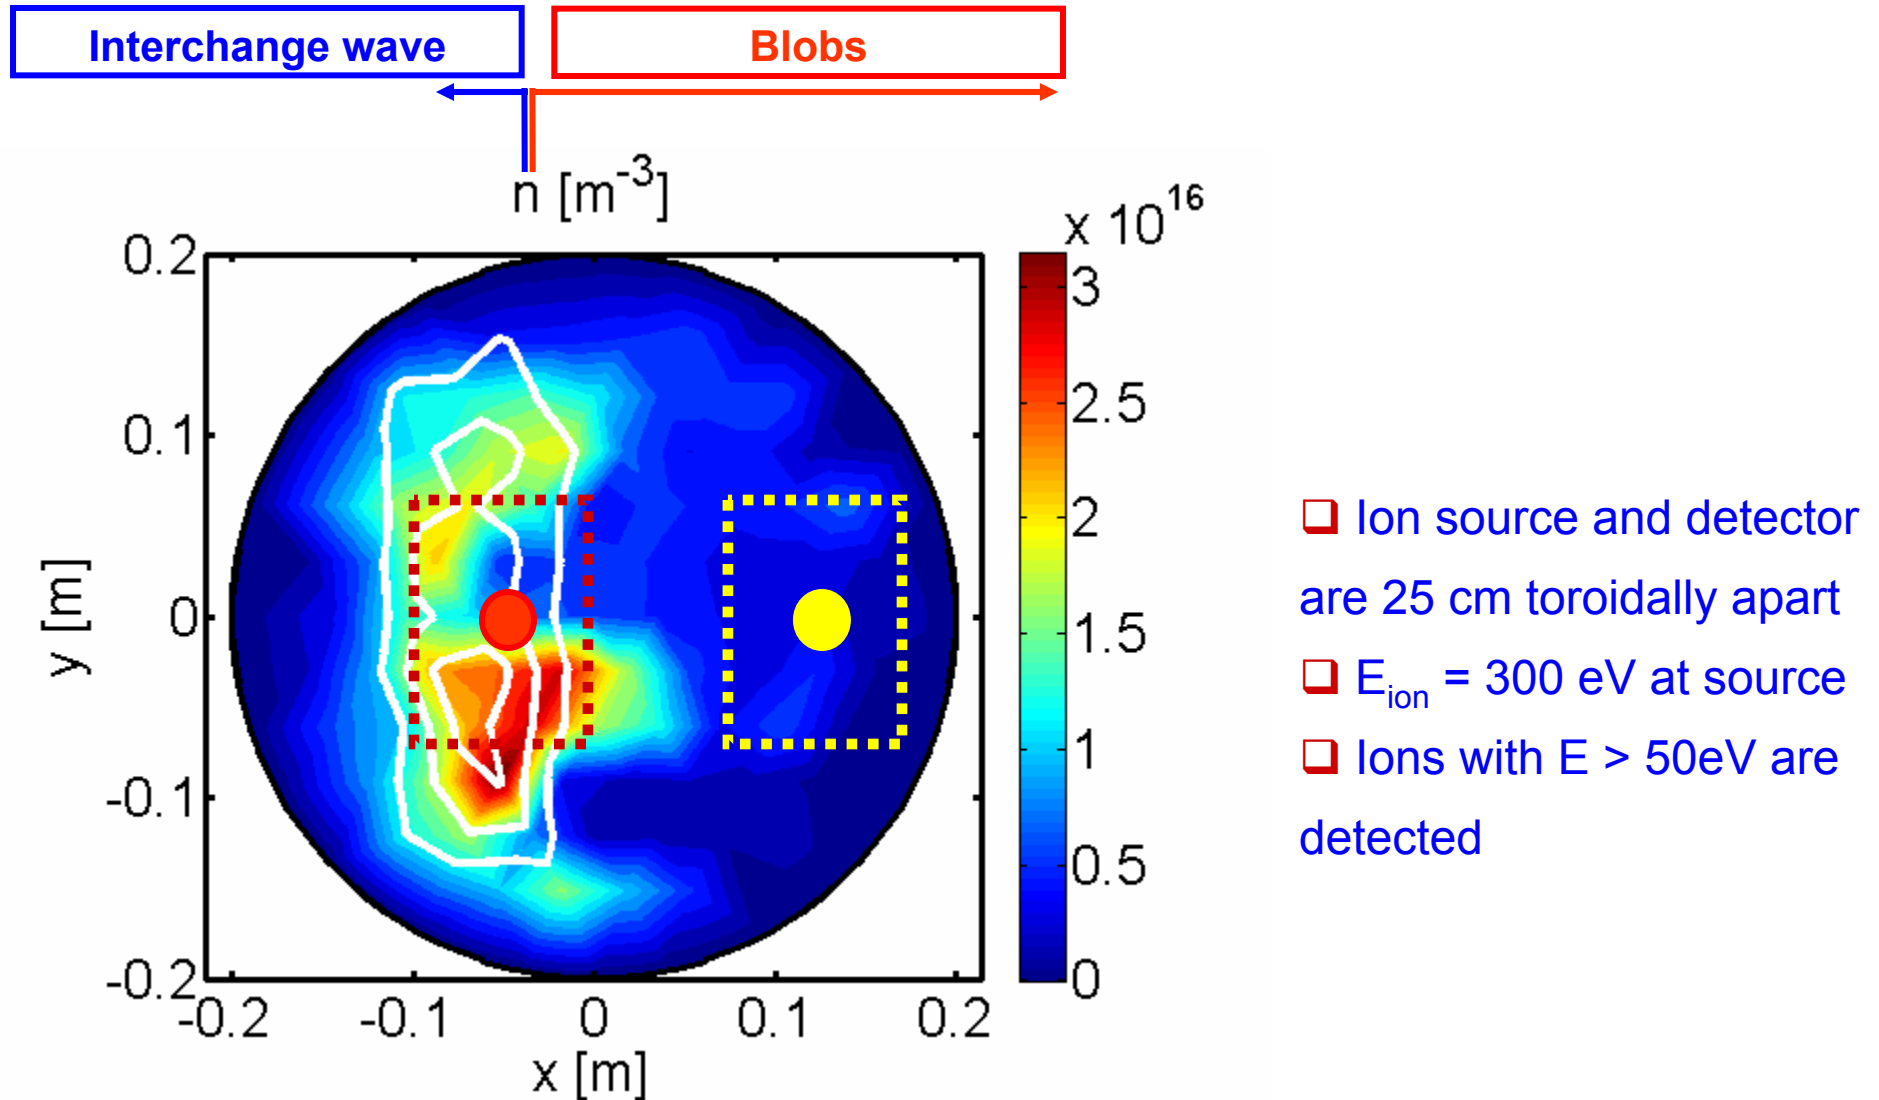 Interchange wave
Blobs
n [m⁻³]
x 10¹⁶
0.2
0.1
0
-0.1
-0.2
y [m]
-0.2
-0.1
0
0.1
0.2
x [m]
3
2.5
2
1.5
1
0.5
0
❑ Ion source and detector
are 25 cm toroidally apart
❑ Eion = 300 eV at source
❑ Ions with E > 50eV are
detected